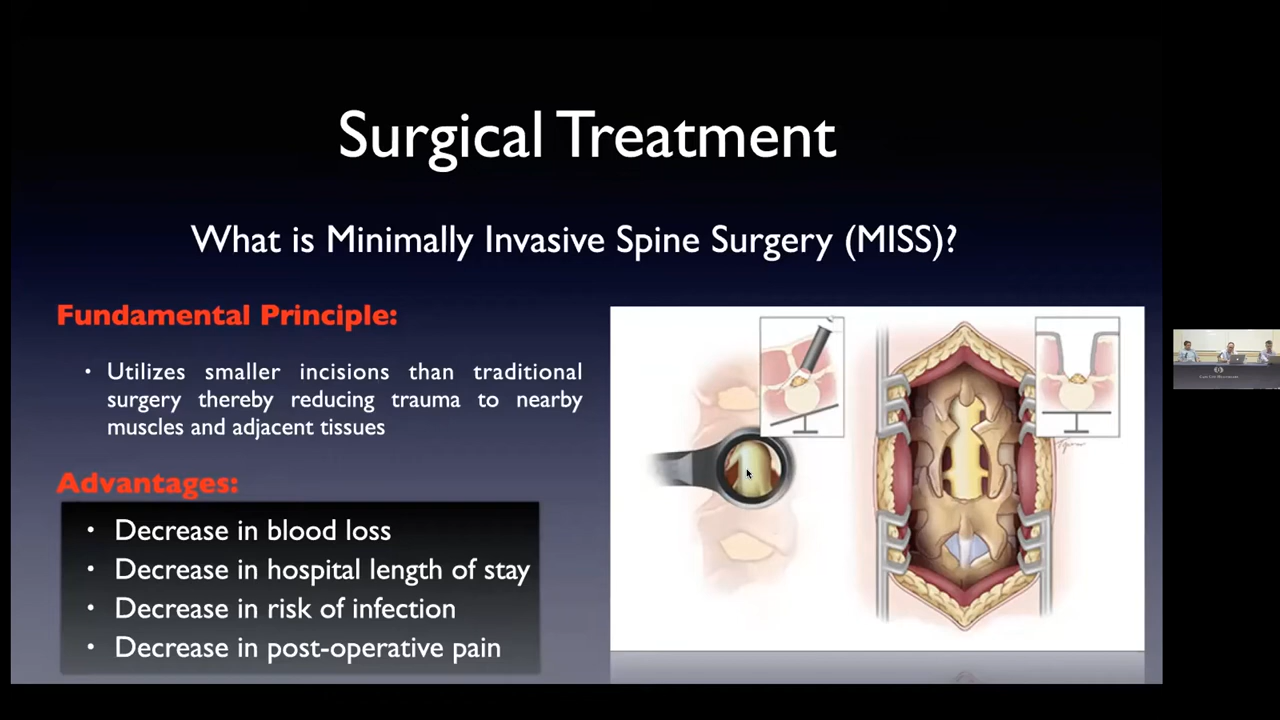 Surgical Treatment
What is Minimally Invasive Spine Surgery (MISS)?
Fundamental Principle:
• Utilizes smaller incisions than traditional
surgery thereby reducing trauma to nearby
muscles and adjacent tissues
Advantages:
• Decrease in blood loss
• Decrease in hospital length of stay
• Decrease in risk of infection
• Decrease in post-operative pain